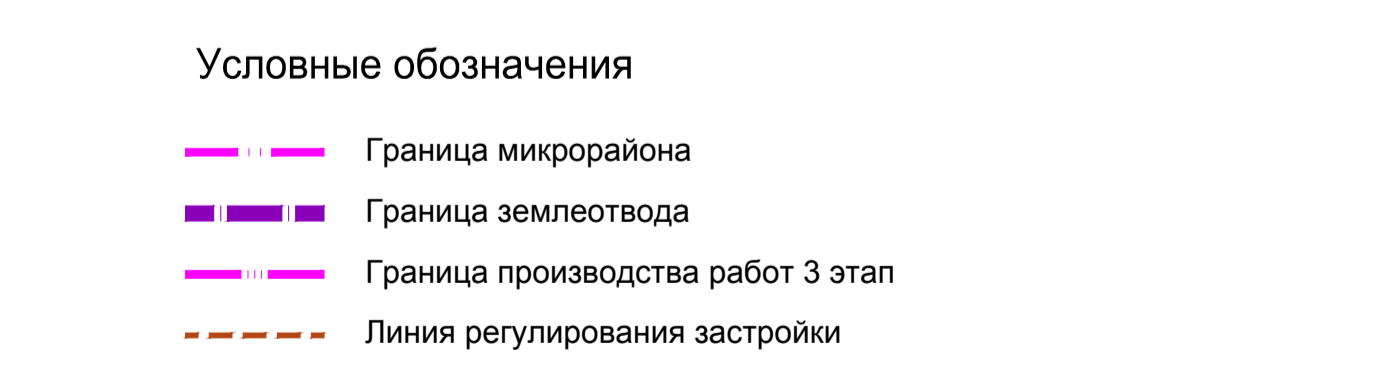 Условные обозначения
Граница микрорайона
Граница землеотвода
Граница производства работ 3 этап
Линия регулирования застройки